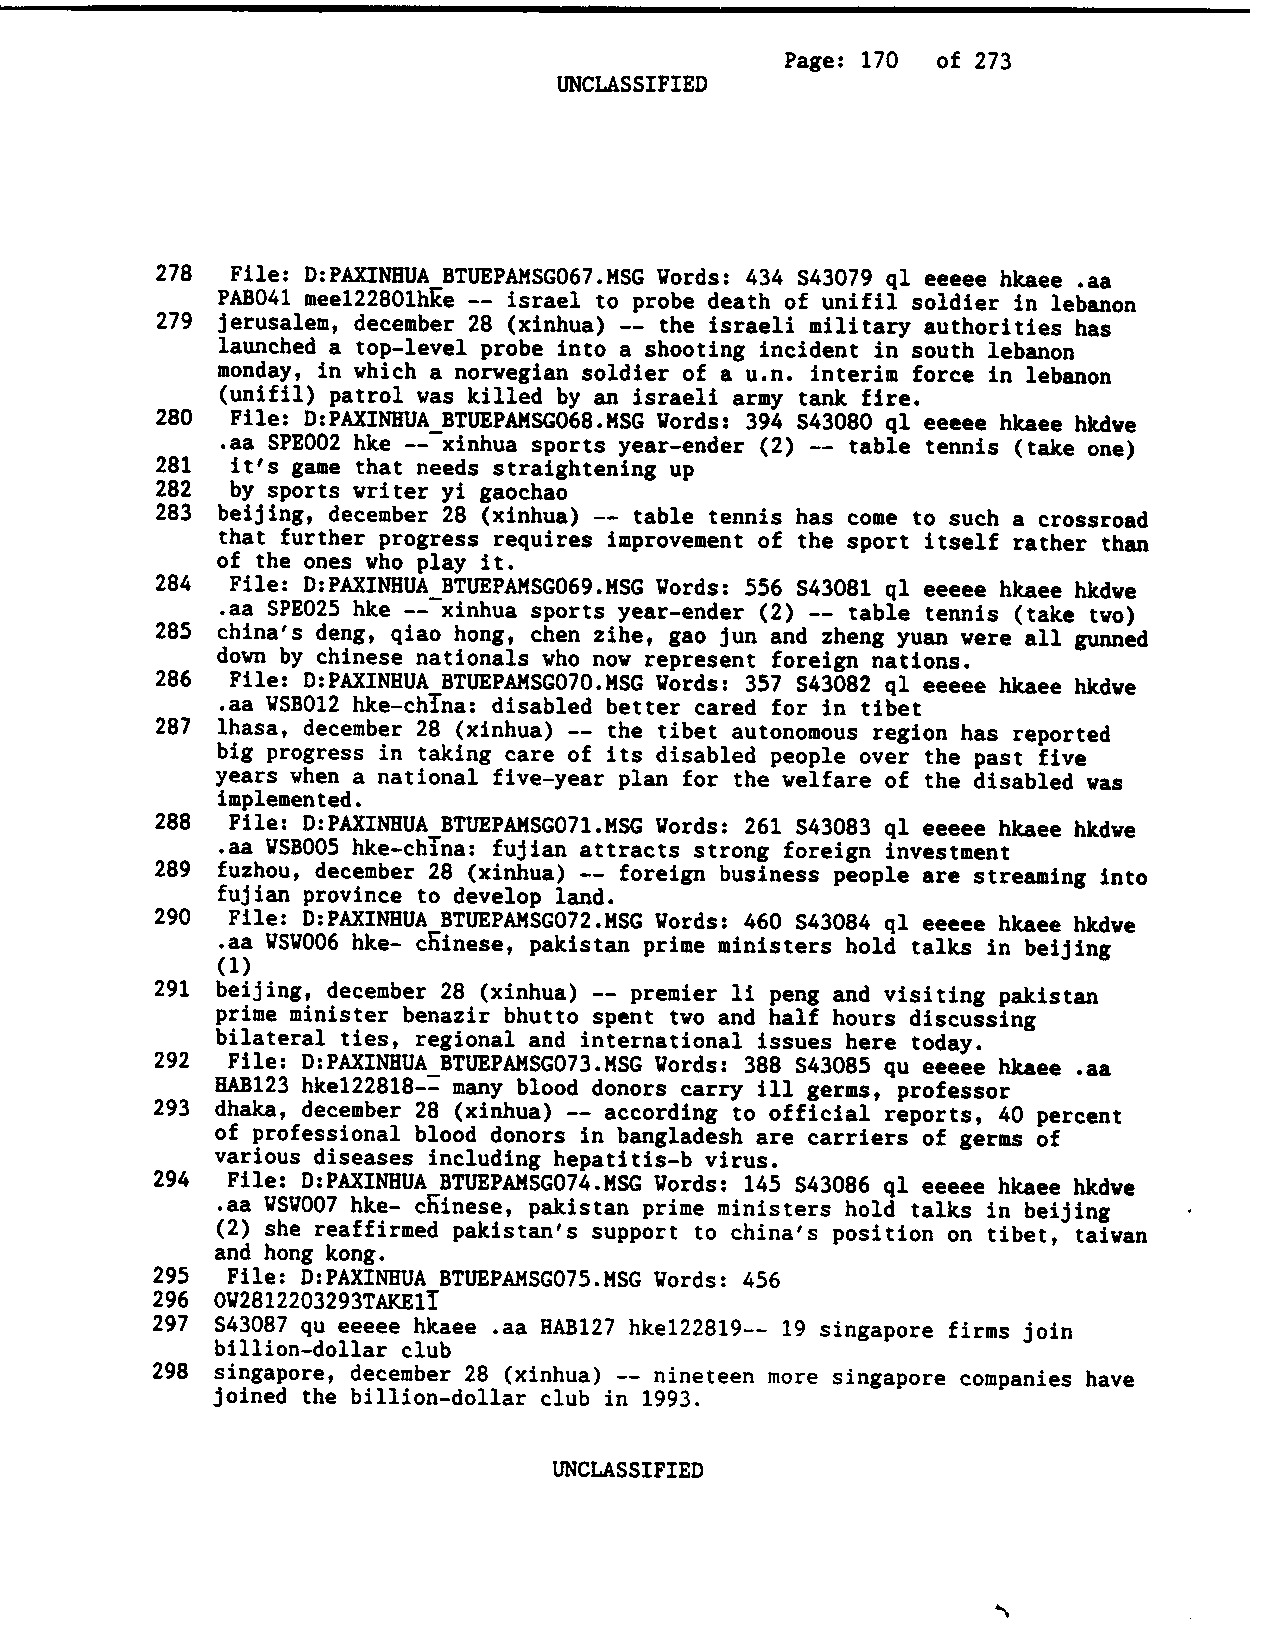 Page: 170 of 273
UNCLASSIFIED
278 File: D:PAXINHUA_BTUEPAMSG067.MSG Words: 434 S43079 ql eeeee hkaee .aa
PAB041 mee122801hke -- israel to probe death of unifil soldier in lebanon
279 jerusalem, december 28 (xinhua) -- the israeli military authorities has
launched a top-level probe into a shooting incident in south lebanon
monday, in which a norwegian soldier of a u.n. interim force in lebanon
(unifil) patrol was killed by an israeli army tank fire.
280 File: D:PAXINHUA_BTUEPAMSG068.MSG Words: 394 S43080 ql eeeee hkaee hkdwe
.aa SPE002 hke -- xinhua sports year-ender (2) -- table tennis (take one)
281 it's game that needs straightening up
282 by sports writer yi gaochao
283 beijing, december 28 (xinhua) -- table tennis has come to such a crossroad
that further progress requires improvement of the sport itself rather than
of the ones who play it.
284 File: D:PAXINHUA_BTUEPAMSG069.MSG Words: 556 S43081 ql eeeee hkaee hkdwe
.aa SPE025 hke -- xinhua sports year-ender (2) -- table tennis (take two)
285 china's deng, qiao hong, chen zihe, gao jun and zheng yuan were all gunned
down by chinese nationals who now represent foreign nations.
286 File: D:PAXINHUA_BTUEPAMSG070.MSG Words: 357 S43082 ql eeeee hkaee hkdwe
.aa WSB012 hke-china: disabled better cared for in tibet
287 lhasa, december 28 (xinhua) -- the tibet autonomous region has reported
big progress in taking care of its disabled people over the past five
years when a national five-year plan for the welfare of the disabled was
implemented.
288 File: D:PAXINHUA_BTUEPAMSG071.MSG Words: 261 S43083 ql eeeee hkaee hkdwe
.aa WSB005 hke-china: fujian attracts strong foreign investment
289 fuzhou, december 28 (xinhua) -- foreign business people are streaming into
fujian province to develop land.
290 File: D:PAXINHUA_BTUEPAMSG072.MSG Words: 460 S43084 ql eeeee hkaee hkdwe
.aa WSW006 hke- chinese, pakistan prime ministers hold talks in beijing
(1)
291 beijing, december 28 (xinhua) -- premier li peng and visiting pakistan
prime minister benazir bhutto spent two and half hours discussing
bilateral ties, regional and international issues here today.
292 File: D:PAXINHUA_BTUEPAMSG073.MSG Words: 388 S43085 qu eeeee hkaee .aa
HAB123 hke122818-- many blood donors carry ill germs, professor
293 dhaka, december 28 (xinhua) -- according to official reports, 40 percent
of professional blood donors in bangladesh are carriers of germs of
various diseases including hepatitis-b virus.
294 File: D:PAXINHUA_BTUEPAMSG074.MSG Words: 145 S43086 ql eeeee hkaee hkdwe
.aa WSW007 hke- chinese, pakistan prime ministers hold talks in beijing
(2) she reaffirmed pakistan's support to china's position on tibet, taiwan
and hong kong.
295 File: D:PAXINHUA_BTUEPAMSG075.MSG Words: 456
296 OW2812203293TAKE11
297 S43087 qu eeeee hkaee .aa HAB127 hke122819-- 19 singapore firms join
billion-dollar club
298 singapore, december 28 (xinhua) -- nineteen more singapore companies have
joined the billion-dollar club in 1993.
UNCLASSIFIED